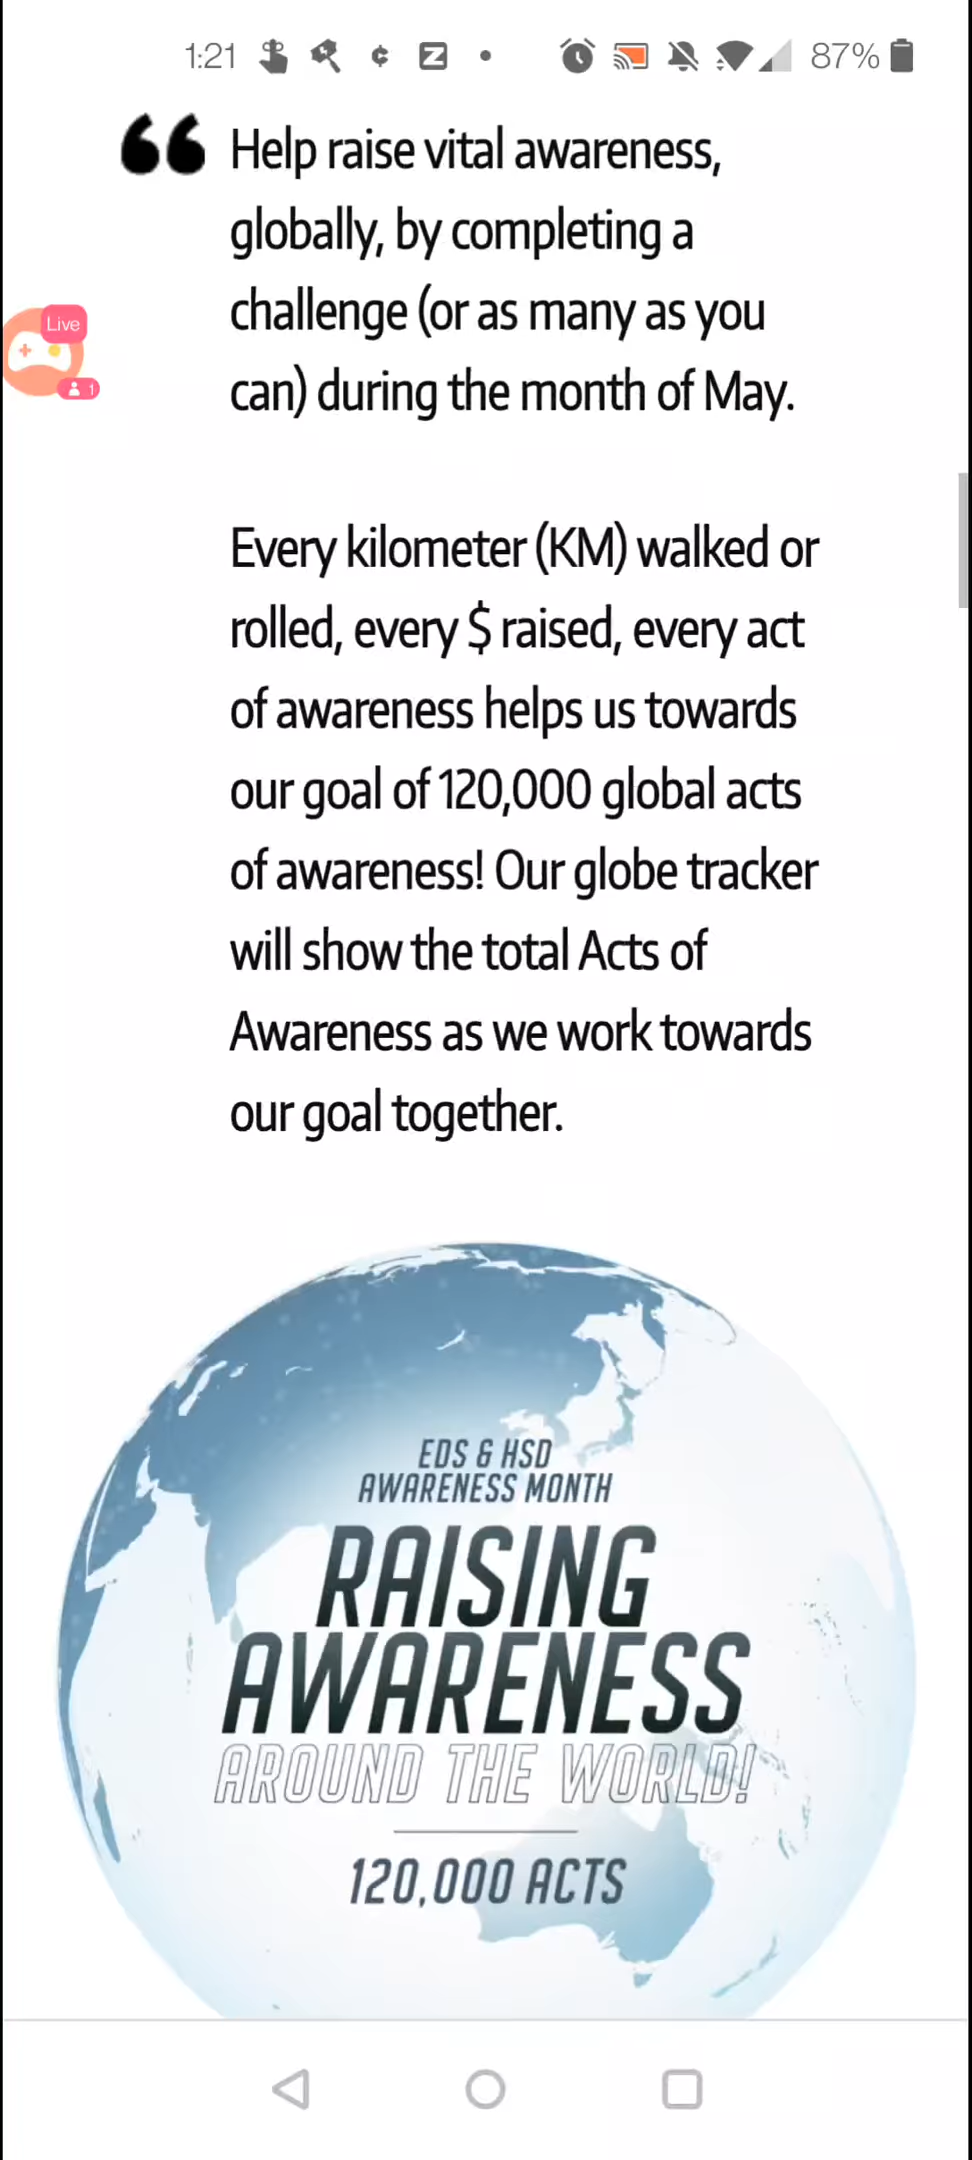 1:21 ¢ Z 87%
“ Help raise vital awareness,
globally, by completing a
challenge (or as many as you
can) during the month of May.
Live
1
Every kilometer (KM) walked or
rolled, every $ raised, every act
of awareness helps us towards
our goal of 120,000 global acts
of awareness! Our globe tracker
will show the total Acts of
Awareness as we work towards
our goal together.
EDS & HSD
AWARENESS MONTH
RAISING
AWARENESS
AROUND THE WORLD!
120,000 ACTS